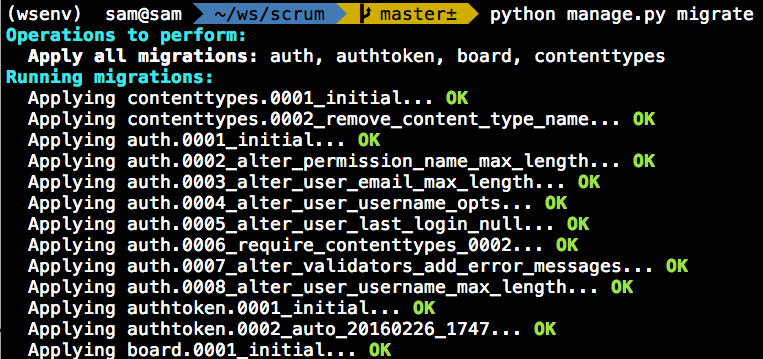 (wsenv)  sam@sam  ~/ws/scrum  master±  python manage.py migrate
Operations to perform:
  Apply all migrations: auth, authtoken, board, contenttypes
Running migrations:
  Applying contenttypes.0001_initial... OK
  Applying contenttypes.0002_remove_content_type_name... OK
  Applying auth.0001_initial... OK
  Applying auth.0002_alter_permission_name_max_length... OK
  Applying auth.0003_alter_user_email_max_length... OK
  Applying auth.0004_alter_user_username_opts... OK
  Applying auth.0005_alter_user_last_login_null... OK
  Applying auth.0006_require_contenttypes_0002... OK
  Applying auth.0007_alter_validators_add_error_messages... OK
  Applying auth.0008_alter_user_username_max_length... OK
  Applying authtoken.0001_initial... OK
  Applying authtoken.0002_auto_20160226_1747... OK
  Applying board.0001_initial... OK